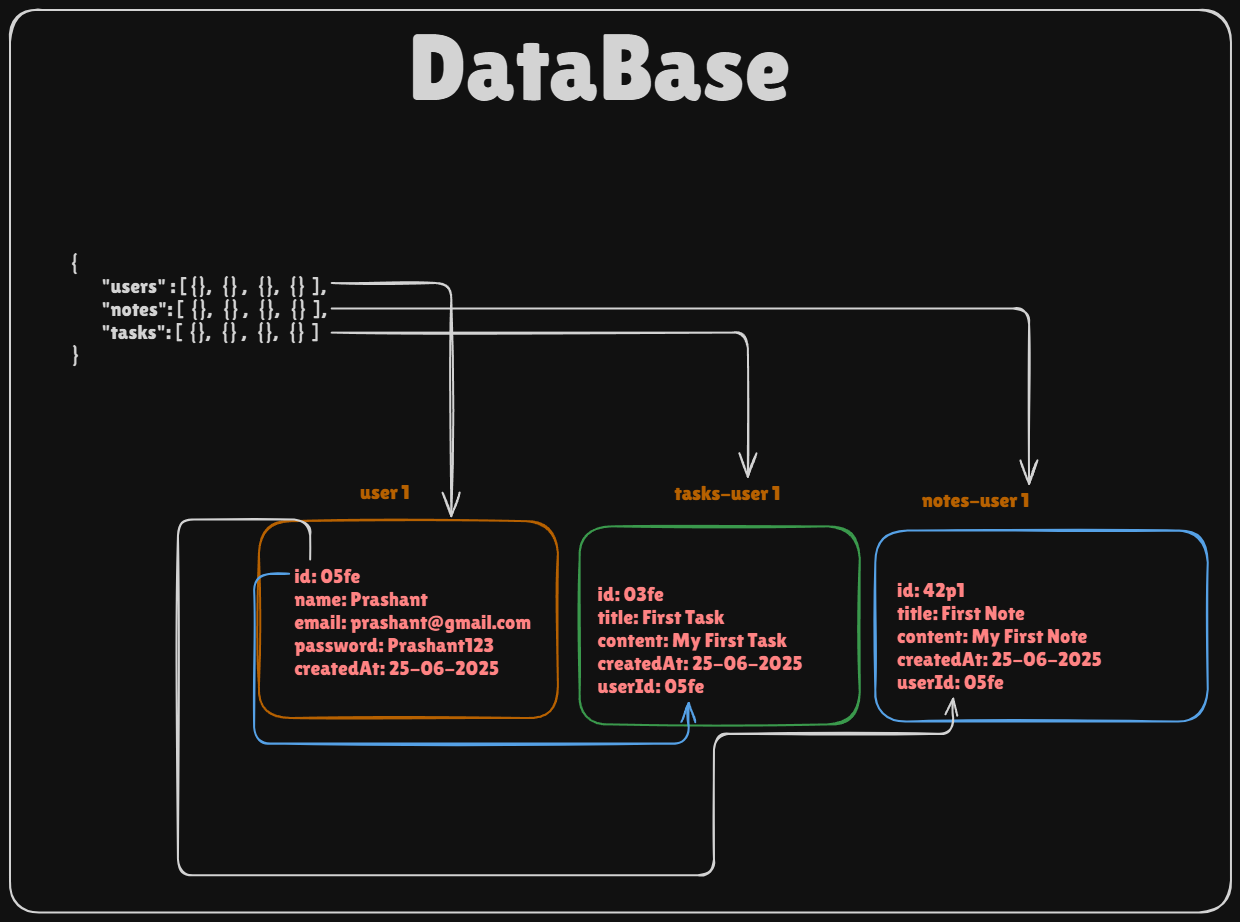 DataBase
{
"users" : [ {}, {} , {}, {} ],
"notes": [ {}, {} , {}, {} ],
"tasks": [ {}, {} , {}, {} ]
}
user 1
id: 05fe
name: Prashant
email: prashant@gmail.com
password: Prashant123
createdAt: 25-06-2025
tasks-user 1
id: 03fe
title: First Task
content: My First Task
createdAt: 25-06-2025
userId: 05fe
notes-user 1
id: 42p1
title: First Note
content: My First Note
createdAt: 25-06-2025
userId: 05fe